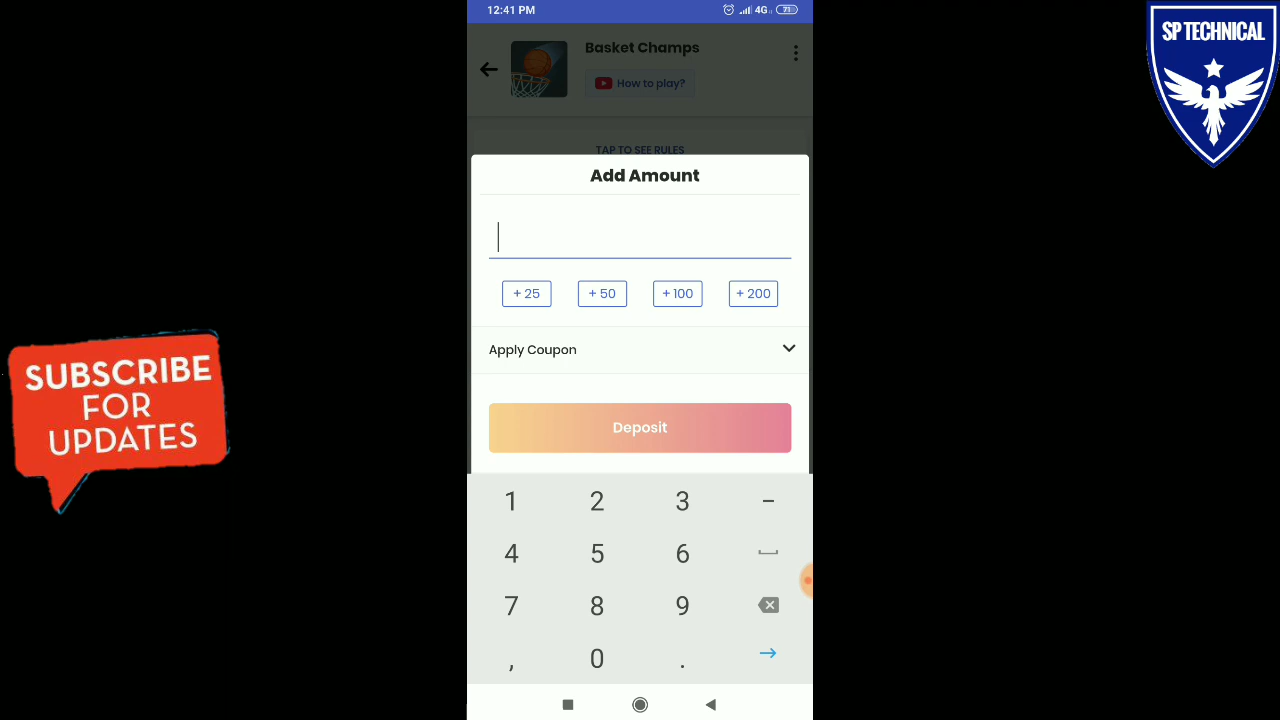 12:41 PM
4G
71
Basket Champs
How to play?
TAP TO SEE RULES
Add Amount
+ 25
+ 50
+ 100
+ 200
Apply Coupon
Deposit
1 2 3 −
4 5 6
7 8 9
, 0 .
SUBSCRIBE
FOR
UPDATES
SP TECHNICAL